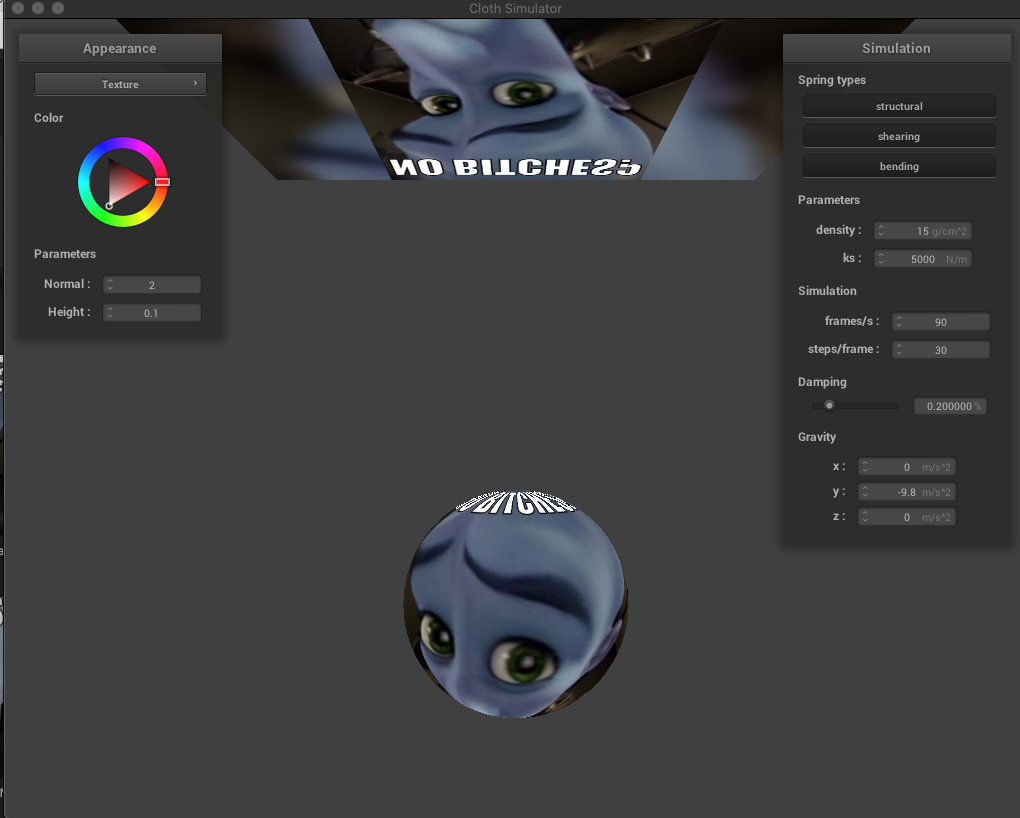 Cloth Simulator
Appearance
Texture
Color
Parameters
Normal :
2
Height :
0.1
NO BITCHES?
BITCHES
Simulation
Spring types
structural
shearing
bending
Parameters
density :
15 g/cm^2
ks :
5000 N/m
Simulation
frames/s :
90
steps/frame :
30
Damping
0.200000 %
Gravity
x :
0 m/s^2
y :
-9.8 m/s^2
z :
0 m/s^2